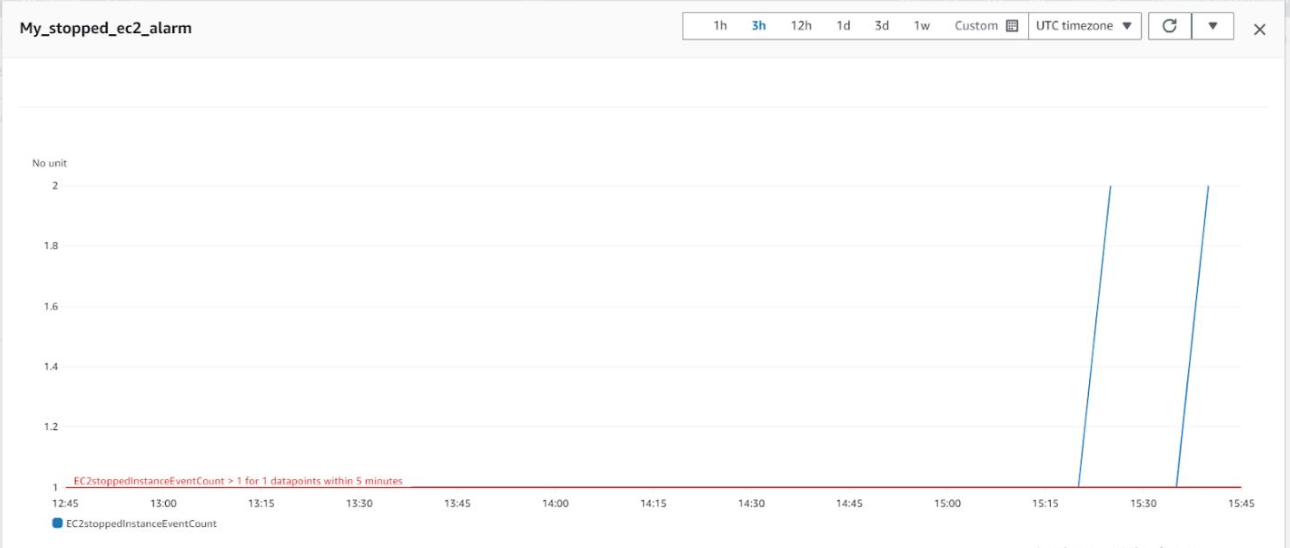 My_stopped_ec2_alarm
1h 3h 12h 1d 3d 1w Custom UTC timezone
No unit
2
1.8
1.6
1.4
1.2
EC2stoppedInstanceEventCount > 1 for 1 datapoints within 5 minutes
1
12:45 13:00 13:15 13:30 13:45 14:00 14:15 14:30 14:45 15:00 15:15 15:30 15:45
EC2stoppedInstanceEventCount